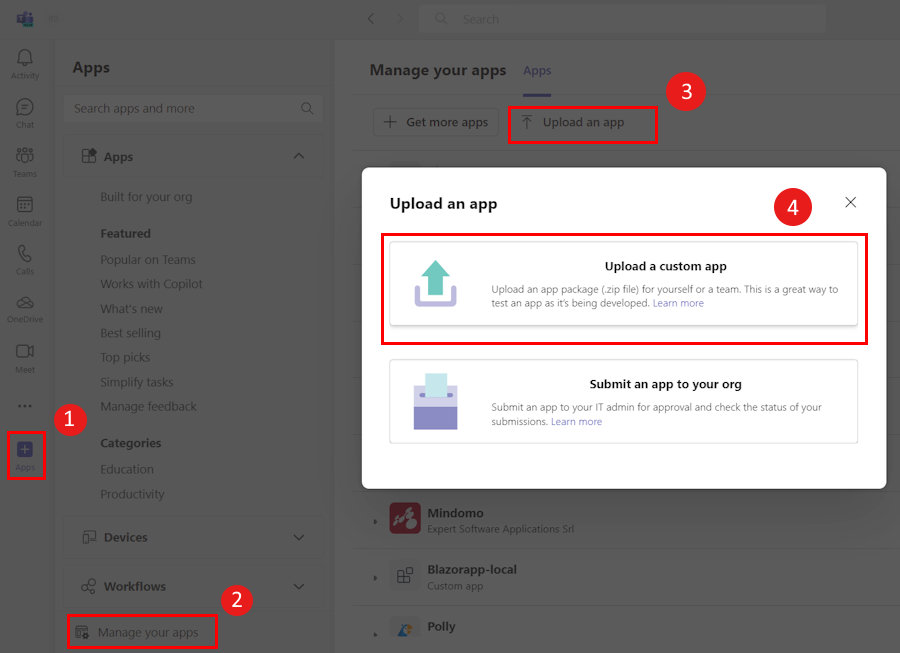 Search
Activity
Chat
Teams
Calendar
Calls
OneDrive
Meet
1
Apps
Apps
Search apps and more
Apps
Built for your org
Featured
Popular on Teams
Works with Copilot
What's new
Best selling
Top picks
Simplify tasks
Manage feedback
Categories
Education
Productivity
Devices
Workflows
2
Manage your apps
Manage your apps Apps
3
Get more apps Upload an app
Upload an app
4
Upload a custom app
Upload an app package (.zip file) for yourself or a team. This is a great way to
test an app as it's being developed. Learn more
Submit an app to your org
Submit an app to your IT admin for approval and check the status of your
submissions. Learn more
Mindomo
Expert Software Applications Srl
Blazorapp-local
Custom app
Polly